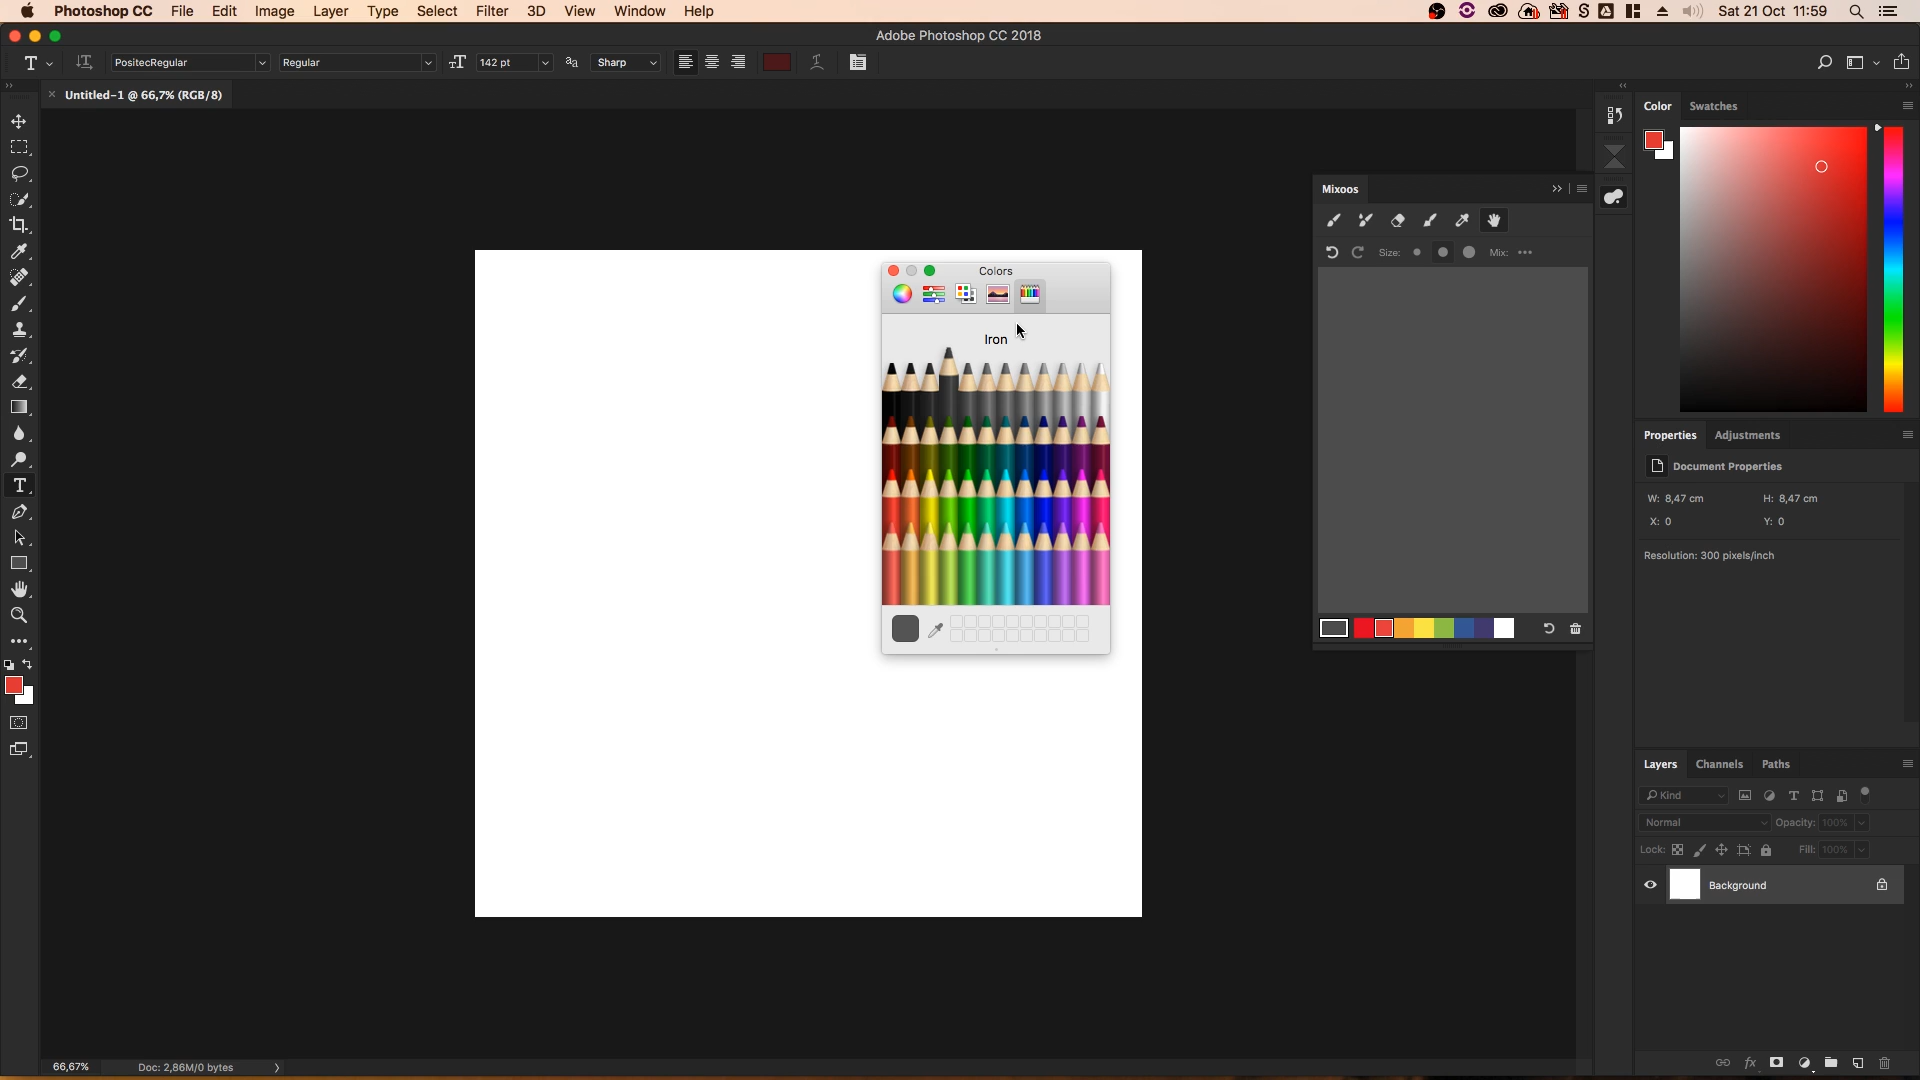 Photoshop CC File Edit Image Layer Type Select Filter 3D View Window Help Sat 21 Oct 11:59
Adobe Photoshop CC 2018
T PositecRegular Regular 142 pt Sharp
Untitled-1 @ 66,7% (RGB/8)
Color Swatches
Mixoos
Size: Mix:
Colors
Iron
Properties Adjustments
Document Properties
W: 8,47 cm H: 8,47 cm
X: 0 Y: 0
Resolution: 300 pixels/inch
Layers Channels Paths
Kind
Normal Opacity: 100%
Lock: Fill: 100%
Background
66,67% Doc: 2,86M/0 bytes